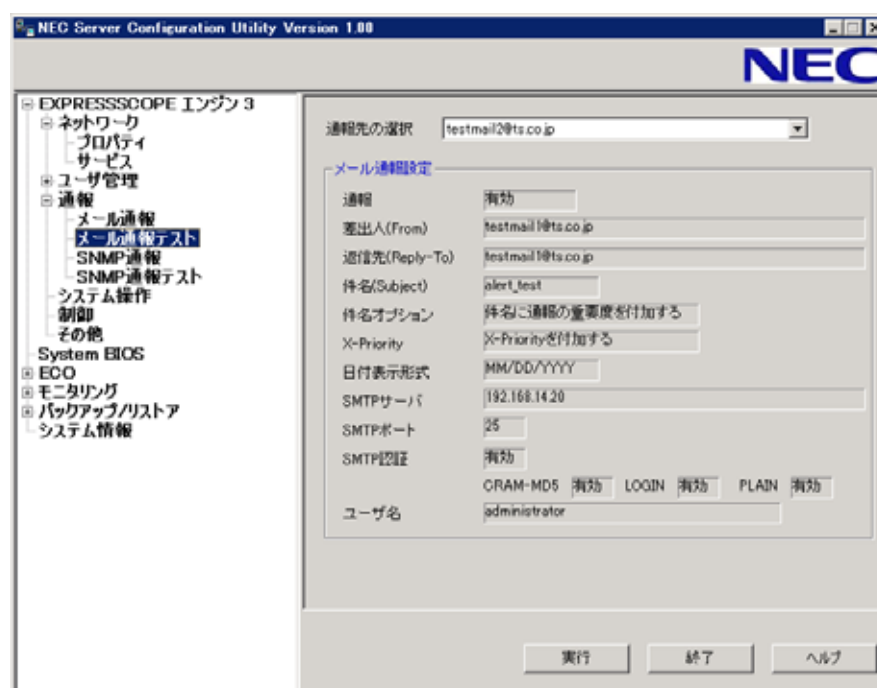 NEC Server Configuration Utility Version 1.00
NEC
EXPRESSSCOPE エンジン 3
ネットワーク
プロパティ
サービス
ユーザ管理
通報
メール通報
メール通報テスト
SNMP通報
SNMP通報テスト
システム操作
制御
その他
System BIOS
ECO
モニタリング
バックアップ/リストア
システム情報
通報先の選択 testmail2@ts.co.jp
メール通報設定
通報 有効
差出人(From) testmail1@ts.co.jp
返信先(Reply-To) testmail1@ts.co.jp
件名(Subject) alert_test
件名オプション 件名に通報の重要度を付加する
X-Priority X-Priorityを付加する
日付表示形式 MM/DD/YYYY
SMTPサーバ 192.168.14.20
SMTPポート 25
SMTP認証 有効
CRAM-MD5 有効 LOGIN 有効 PLAIN 有効
ユーザ名 administrator
実行 終了 ヘルプ